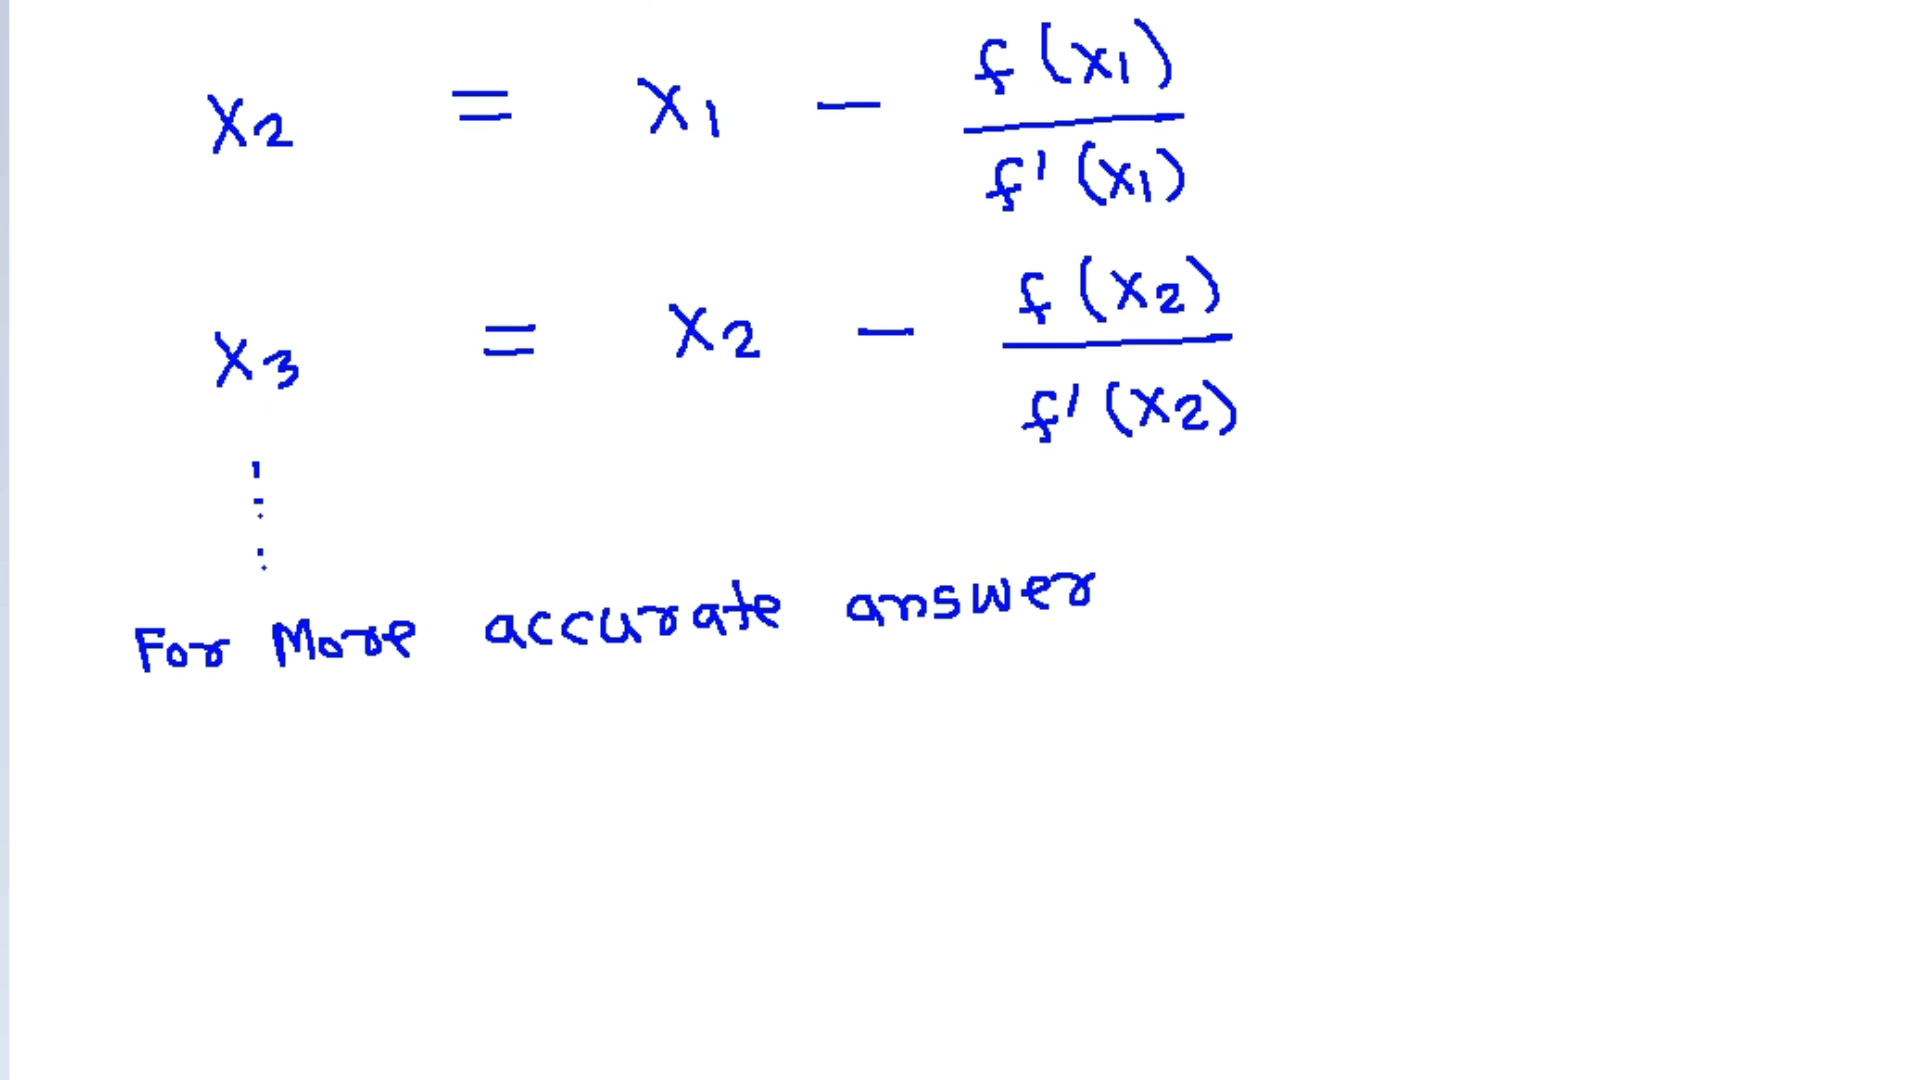 x₂ = x₁ - f(x₁)/f'(x₁)
x₃ = x₂ - f(x₂)/f'(x₂)
⋮
For More accurate answer